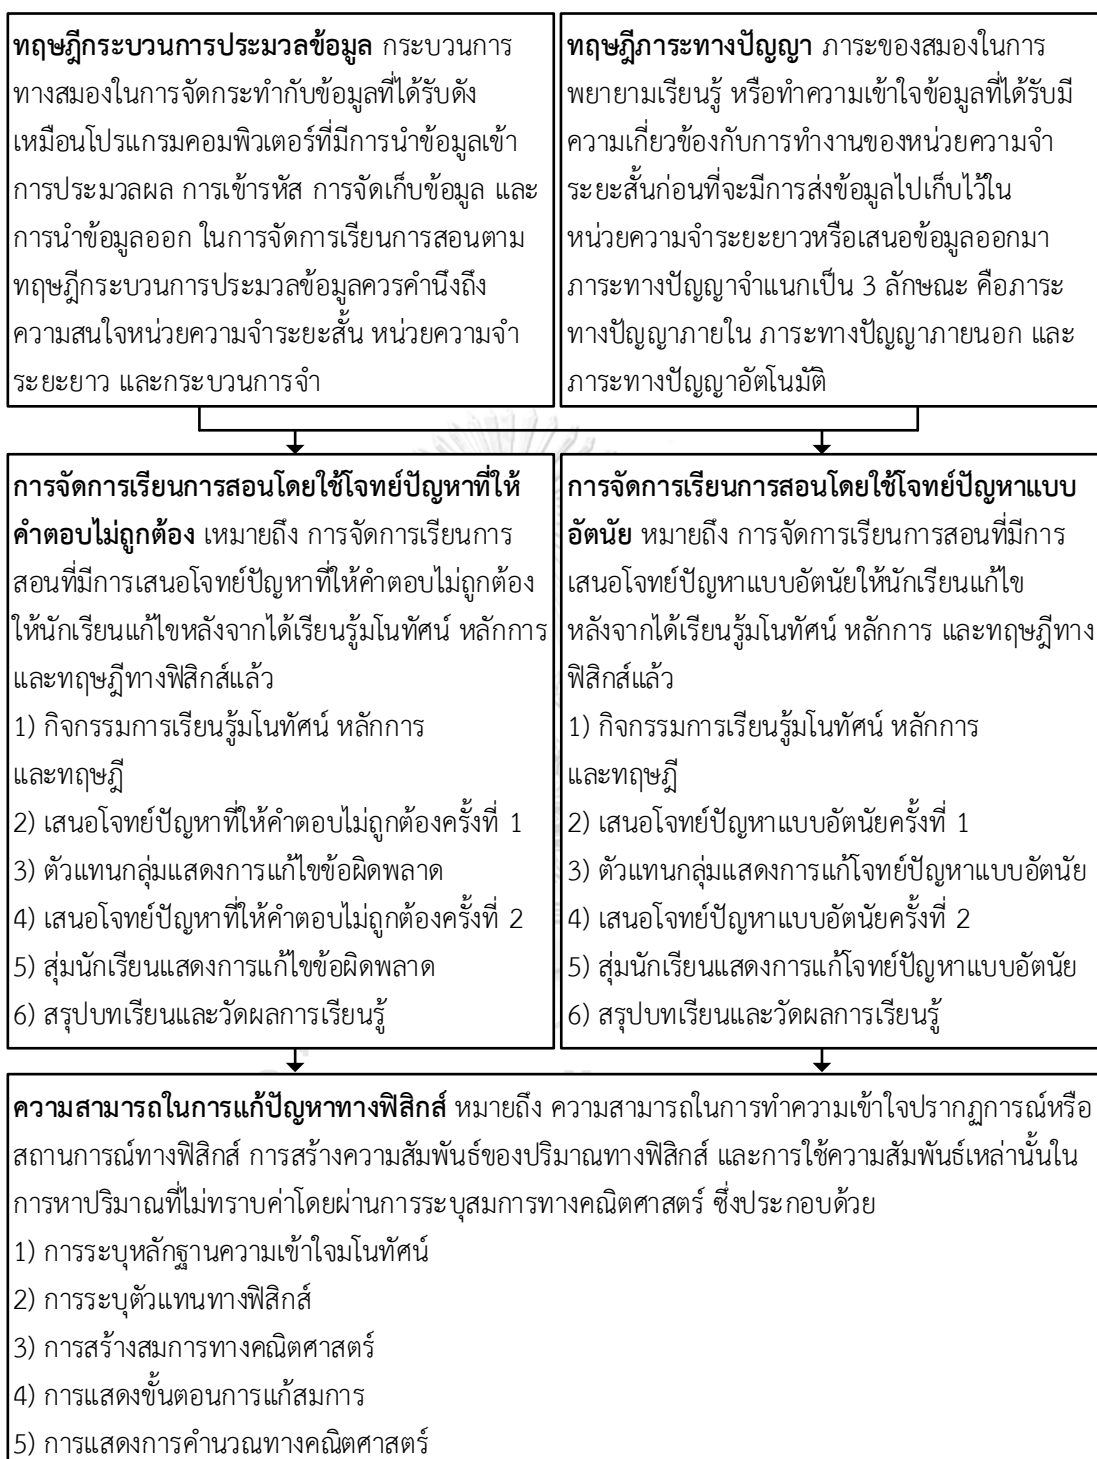 ทฤษฎีกระบวนการประมวลข้อมูล กระบวนการ
ทางสมองในการจัดกระทำกับข้อมูลที่ได้รับดัง
เหมือนโปรแกรมคอมพิวเตอร์ที่มีการนำข้อมูลเข้า
การประมวลผล การเข้ารหัส การจัดเก็บข้อมูล และ
การนำข้อมูลออก ในการจัดการเรียนการสอนตาม
ทฤษฎีกระบวนการประมวลข้อมูลควรคำนึงถึง
ความสนใจหน่วยความจำระยะสั้น หน่วยความจำ
ระยะยาว และกระบวนการจำ
ทฤษฎีภาระทางปัญญา ภาระของสมองในการ
พยายามเรียนรู้ หรือทำความเข้าใจข้อมูลที่ได้รับมี
ความเกี่ยวข้องกับการทำงานของหน่วยความจำ
ระยะสั้นก่อนที่จะมีการส่งข้อมูลไปเก็บไว้ใน
หน่วยความจำระยะยาวหรือเสนอข้อมูลออกมา
ภาระทางปัญญาจำแนกเป็น 3 ลักษณะ คือภาระ
ทางปัญญาภายใน ภาระทางปัญญาภายนอก และ
ภาระทางปัญญาอัตโนมัติ
การจัดการเรียนการสอนโดยใช้โจทย์ปัญหาที่ให้
คำตอบไม่ถูกต้อง เหมายถึง การจัดการเรียนการ
สอนที่มีการเสนอโจทย์ปัญหาที่ให้คำตอบไม่ถูกต้อง
ให้นักเรียนแก้ไขหลังจากได้เรียนรู้มโนทัศน์ หลักการ
และทฤษฎีทางฟิสิกส์แล้ว
1) กิจกรรมการเรียนรู้มโนทัศน์ หลักการ
และทฤษฎี
2) เสนอโจทย์ปัญหาที่ให้คำตอบไม่ถูกต้องครั้งที่ 1
3) ตัวแทนกลุ่มแสดงการแก้ไขข้อผิดพลาด
4) เสนอโจทย์ปัญหาที่ให้คำตอบไม่ถูกต้องครั้งที่ 2
5) สุ่มนักเรียนแสดงการแก้ไขข้อผิดพลาด
6) สรุปบทเรียนและวัดผลการเรียนรู้
การจัดการเรียนการสอนโดยใช้โจทย์ปัญหาแบบ
อัตนัย หมายถึง การจัดการเรียนการสอนที่มีการ
เสนอโจทย์ปัญหาแบบอัตนัยให้นักเรียนแก้ไข
หลังจากได้เรียนรู้มโนทัศน์ หลักการ และทฤษฎีทาง
ฟิสิกส์แล้ว
1) กิจกรรมการเรียนรู้มโนทัศน์ หลักการ
และทฤษฎี
2) เสนอโจทย์ปัญหาแบบอัตนัยครั้งที่ 1
3) ตัวแทนกลุ่มแสดงการแก้โจทย์ปัญหาแบบอัตนัย
4) เสนอโจทย์ปัญหาแบบอัตนัยครั้งที่ 2
5) สุ่มนักเรียนแสดงการแก้โจทย์ปัญหาแบบอัตนัย
6) สรุปบทเรียนและวัดผลการเรียนรู้
ความสามารถในการแก้ปัญหาทางฟิสิกส์ หมายถึง ความสามารถในการทำความเข้าใจปรากฏการณ์หรือ
สถานการณ์ทางฟิสิกส์ การสร้างความสัมพันธ์ของปริมาณทางฟิสิกส์ และการใช้ความสัมพันธ์เหล่านั้นใน
การหาปริมาณที่ไม่ทราบค่าโดยผ่านการระบุสมการทางคณิตศาสตร์ ซึ่งประกอบด้วย
1) การระบุหลักฐานความเข้าใจมโนทัศน์
2) การระบุตัวแทนทางฟิสิกส์
3) การสร้างสมการทางคณิตศาสตร์
4) การแสดงขั้นตอนการแก้สมการ
5) การแสดงการคำนวณทางคณิตศาสตร์